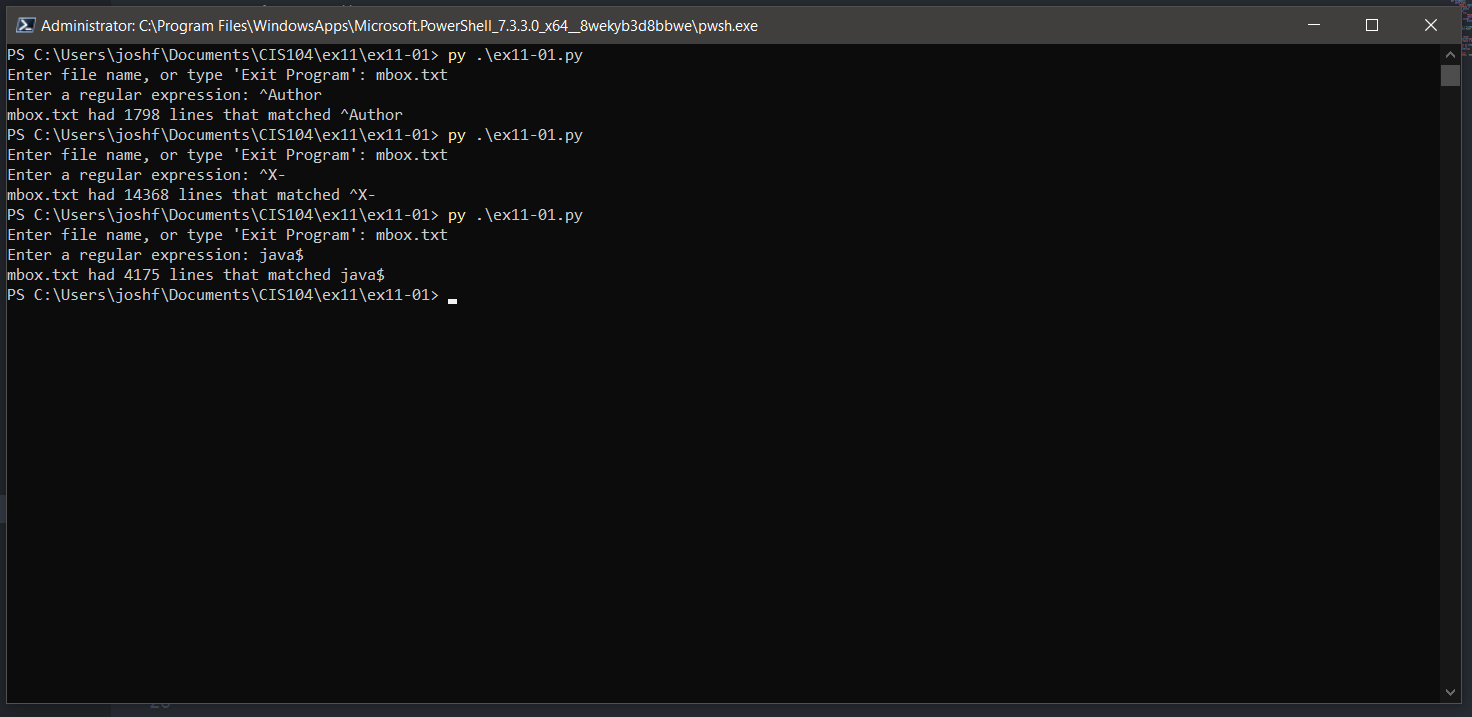 Administrator: C:\Program Files\WindowsApps\Microsoft.PowerShell_7.3.3.0_x64__8wekyb3d8bbwe\pwsh.exe
PS C:\Users\joshf\Documents\CIS104\ex11\ex11-01> py .\ex11-01.py
Enter file name, or type 'Exit Program': mbox.txt
Enter a regular expression: ^Author
mbox.txt had 1798 lines that matched ^Author
PS C:\Users\joshf\Documents\CIS104\ex11\ex11-01> py .\ex11-01.py
Enter file name, or type 'Exit Program': mbox.txt
Enter a regular expression: ^X-
mbox.txt had 14368 lines that matched ^X-
PS C:\Users\joshf\Documents\CIS104\ex11\ex11-01> py .\ex11-01.py
Enter file name, or type 'Exit Program': mbox.txt
Enter a regular expression: java$
mbox.txt had 4175 lines that matched java$
PS C:\Users\joshf\Documents\CIS104\ex11\ex11-01>